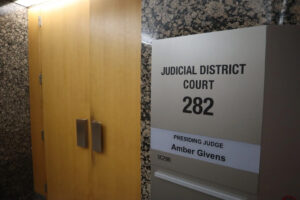 JUDICIAL DISTRICT
COURT
282
PRESIDING JUDGE
Amber Givens